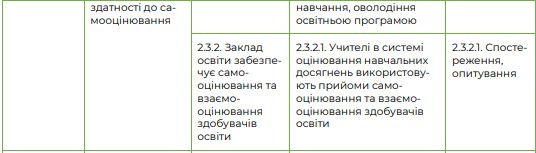 здатності до са-
мооцінювання
навчання, оволодіння
освітньою програмою
2.3.2. Заклад
освіти забезпе-
чує само-
оцінювання та
взаємо-
оцінювання
здобувачів
освіти
2.3.2.1. Учителі в системі
оцінювання навчальних
досягнень використову-
ють прийоми само-
оцінювання та взаємо-
оцінювання здобувачів
освіти
2.3.2.1. Спосте-
реження,
опитування